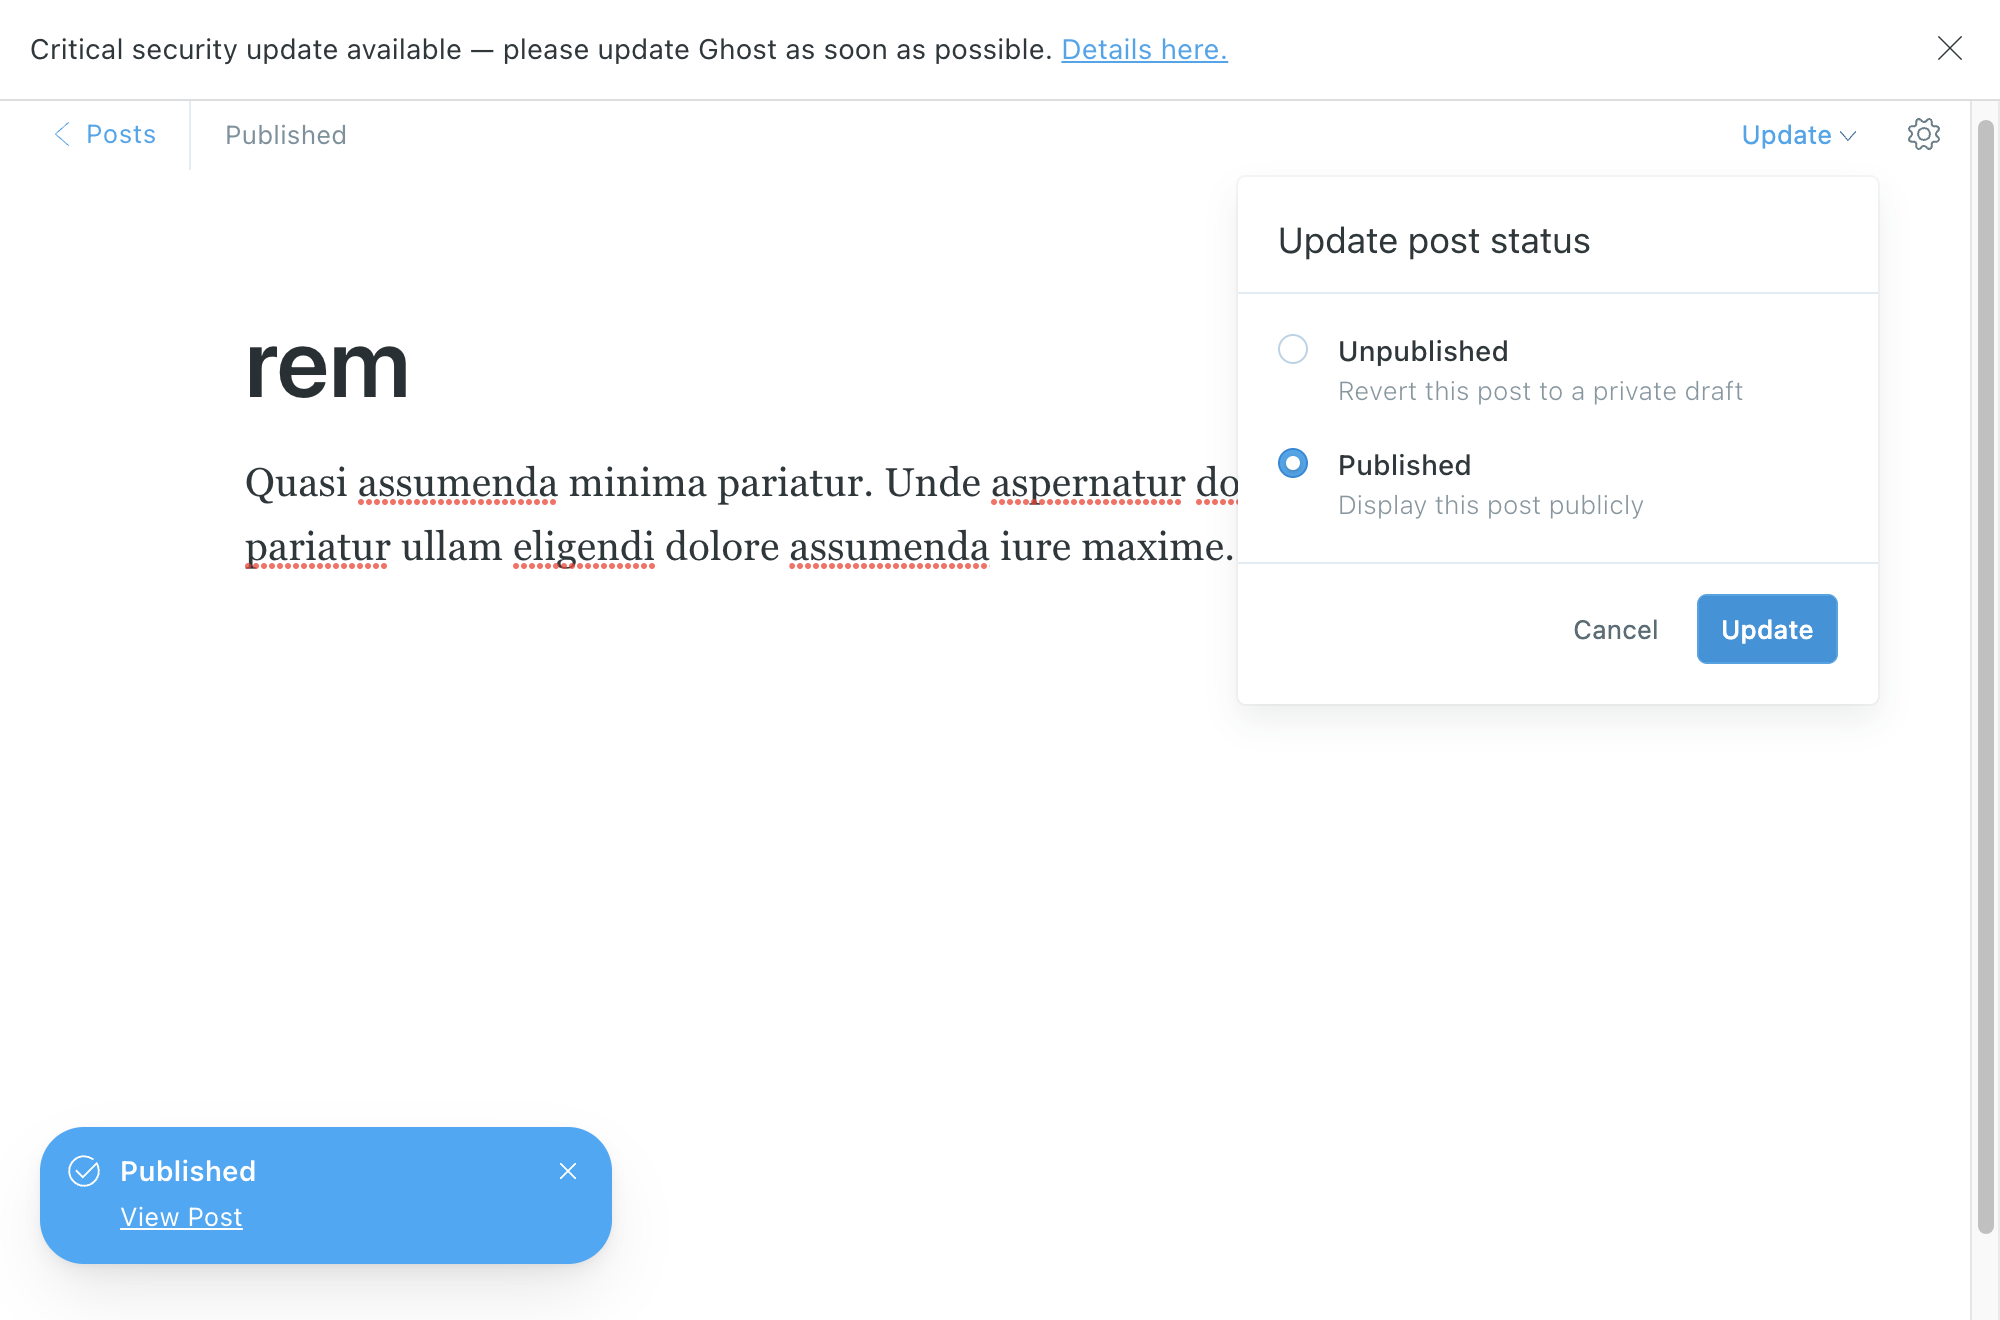 Critical security update available — please update Ghost as soon as possible. Details here.
Posts
Published
Update
Update post status
Unpublished
Revert this post to a private draft
Published
Display this post publicly
Cancel
Update
rem
Quasi assumenda minima pariatur. Unde aspernatur do
pariatur ullam eligendi dolore assumenda iure maxime.
Published
View Post